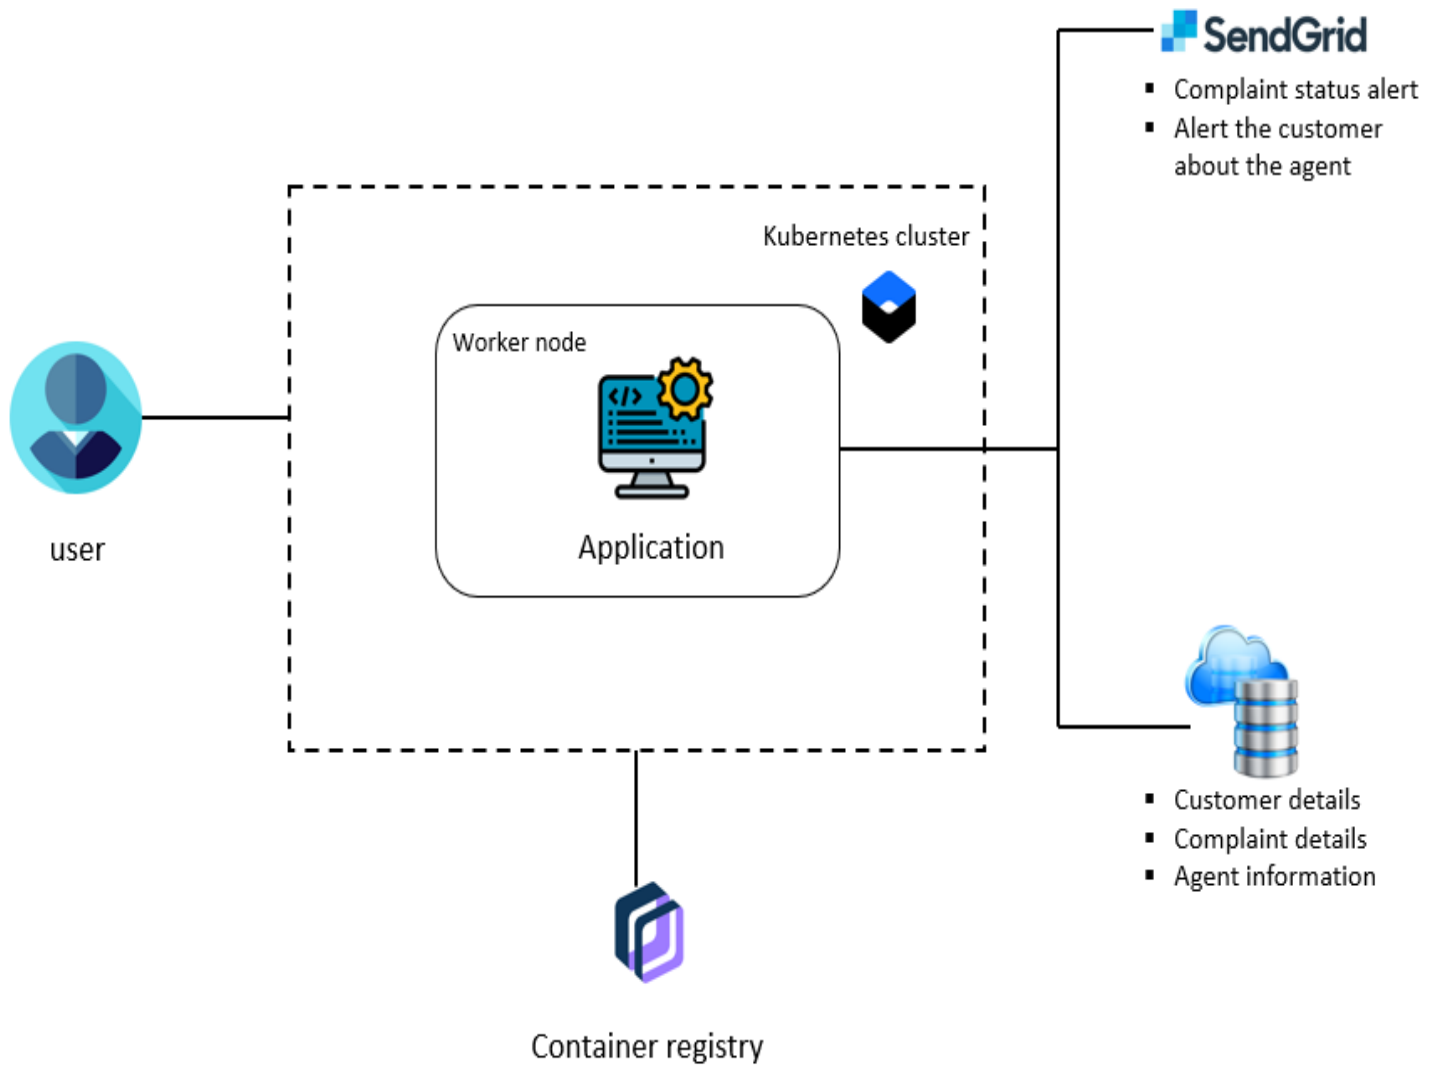 SendGrid
▪ Complaint status alert
▪ Alert the customer
about the agent
Kubernetes cluster
Worker node
</>
Application
user
▪ Customer details
▪ Complaint details
▪ Agent information
Container registry